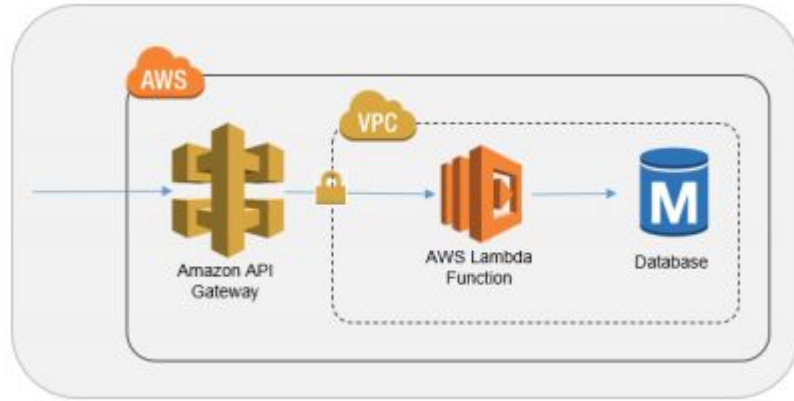 AWS
VPC
M
Amazon API
Gateway
AWS Lambda
Function
Database